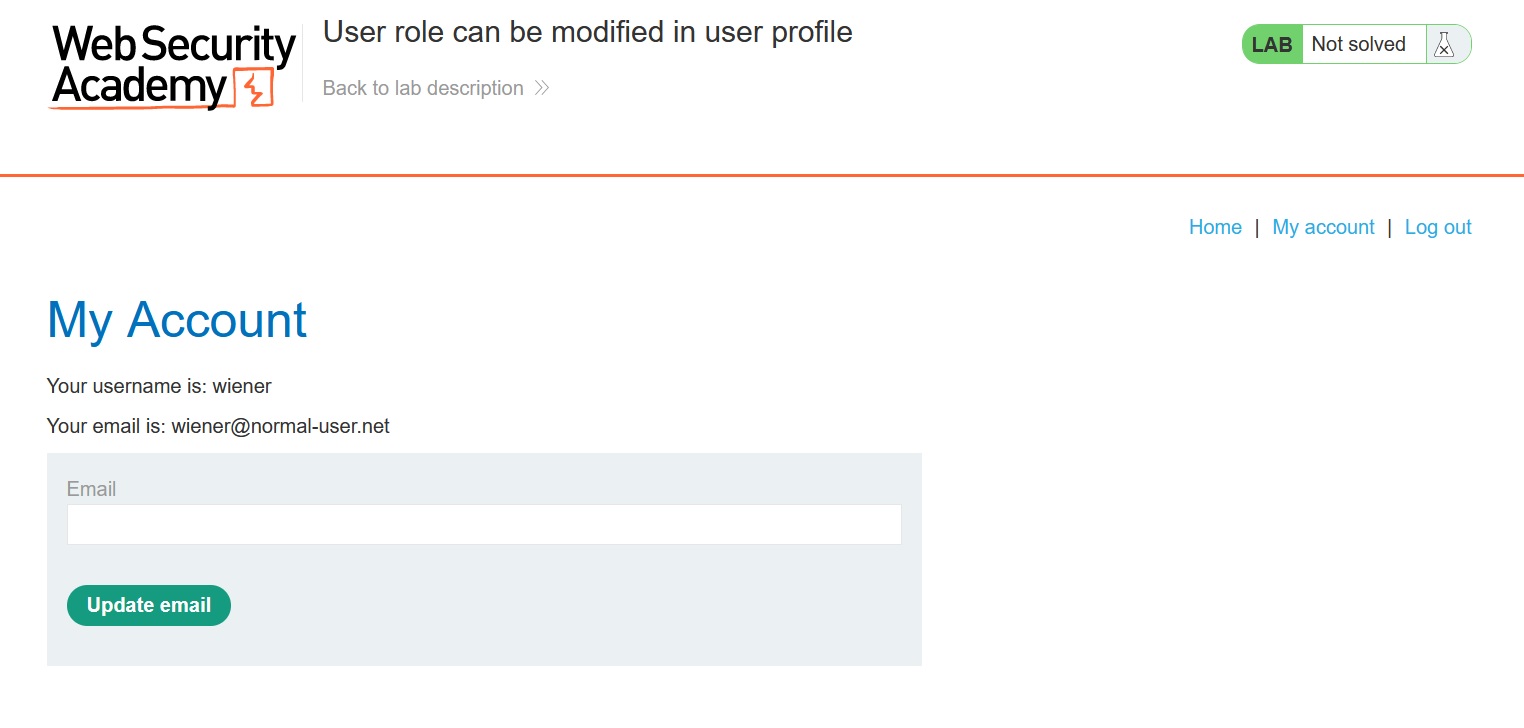 Web Security
Academy
User role can be modified in user profile
Back to lab description
LAB Not solved
Home | My account | Log out
My Account
Your username is: wiener
Your email is: wiener@normal-user.net
Email
Update email